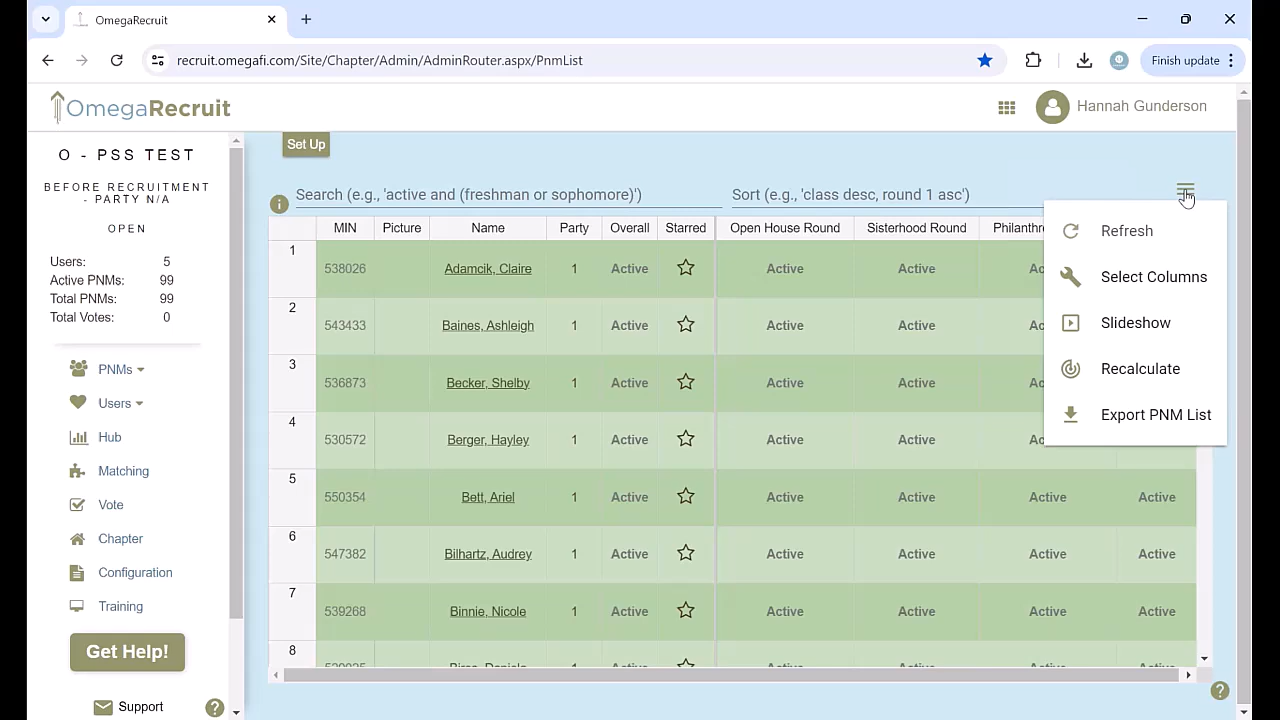 OmegaRecruit
Finish update
recruit.omegafi.com/Site/Chapter/Admin/AdminRouter.aspx/PnmList
OmegaRecruit
Hannah Gunderson
O - PSS TEST
BEFORE RECRUITMENT
- PARTY N/A
OPEN
Users: 5
Active PNMs: 99
Total PNMs: 99
Total Votes: 0
PNMs
Users
Hub
Matching
Vote
Chapter
Configuration
Training
Get Help!
Support
Set Up
Search (e.g., 'active and (freshman or sophomore)')
Sort (e.g., 'class desc, round 1 asc')
MIN Picture Name Party Overall Starred Open House Round Sisterhood Round Philanthr
1 538026 Adamcik, Claire 1 Active Active Active Ac
2 543433 Baines, Ashleigh 1 Active Active Active Ac
3 536873 Becker, Shelby 1 Active Active Active Ac
4 530572 Berger, Hayley 1 Active Active Active Ac
5 550354 Bett, Ariel 1 Active Active Active Active Active
6 547382 Bilhartz, Audrey 1 Active Active Active Active Active
7 539268 Binnie, Nicole 1 Active Active Active Active Active
8
Refresh
Select Columns
Slideshow
Recalculate
Export PNM List